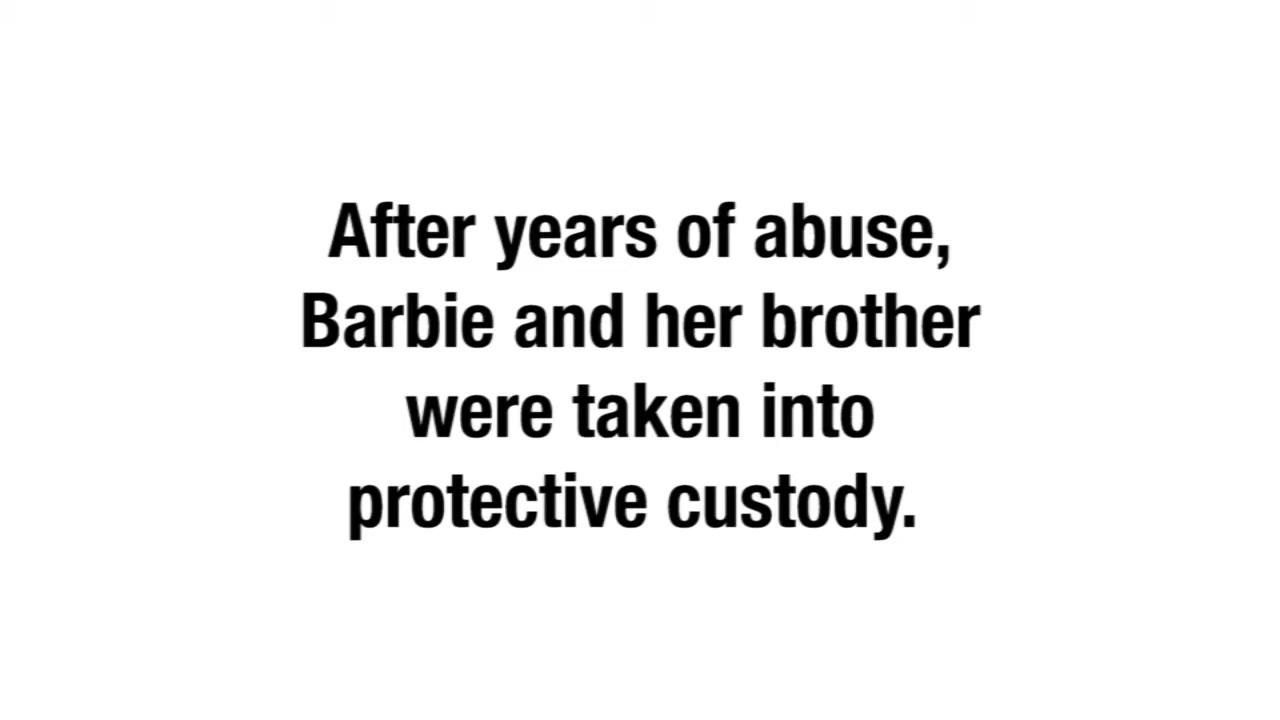 After years of abuse,
Barbie and her brother
were taken into
protective custody.